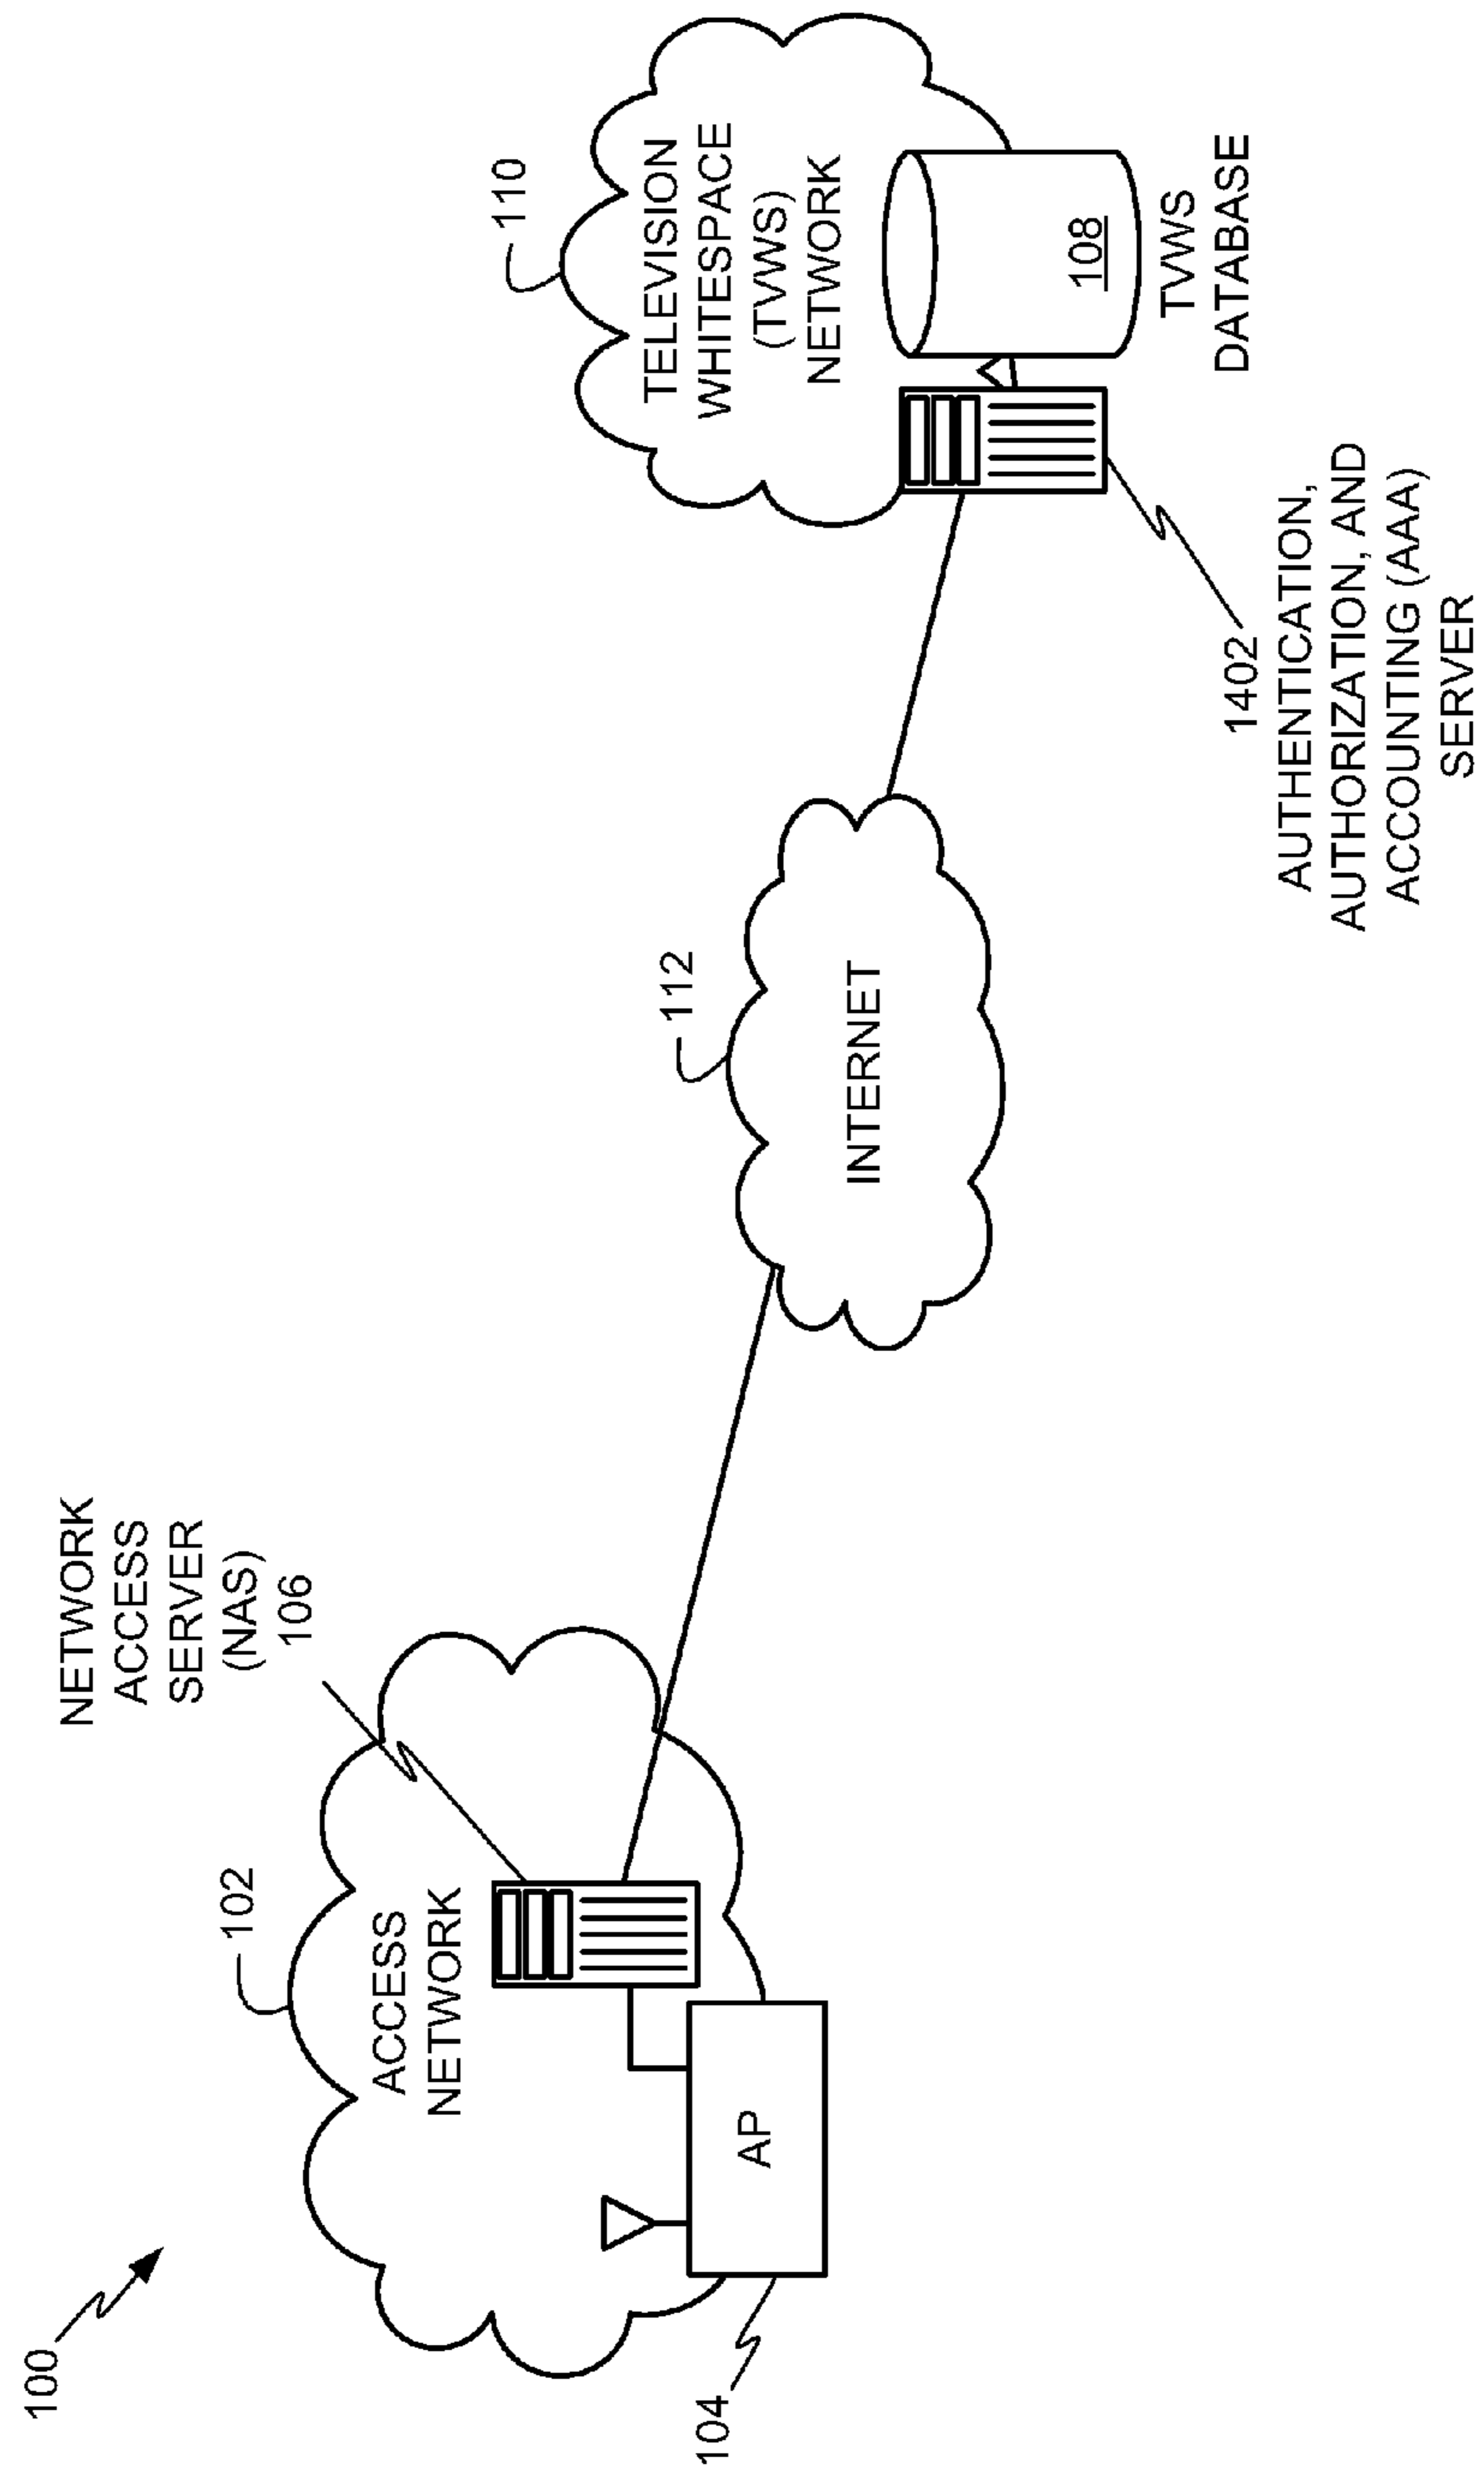 100
102
ACCESS
NETWORK
NETWORK
ACCESS
SERVER
(NAS)
106
AP
104
112
INTERNET
110
TELEVISION
WHITESPACE
(TVWS)
NETWORK
108
TVWS
DATABASE
1402
AUTHENTICATION,
AUTHORIZATION, AND
ACCOUNTING (AAA)
SERVER